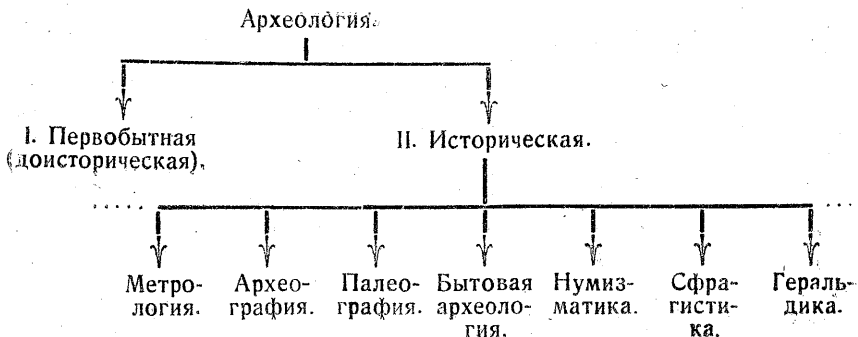 Археология.
I. Первобытная
(доисторическая).
II. Историческая.
Метро-
логия.
Архео-
графия.
Палео-
графия.
Бытовая
археоло-
гия.
Нумиз-
матика.
Сфра-
гисти-
ка.
Гераль-
дика.